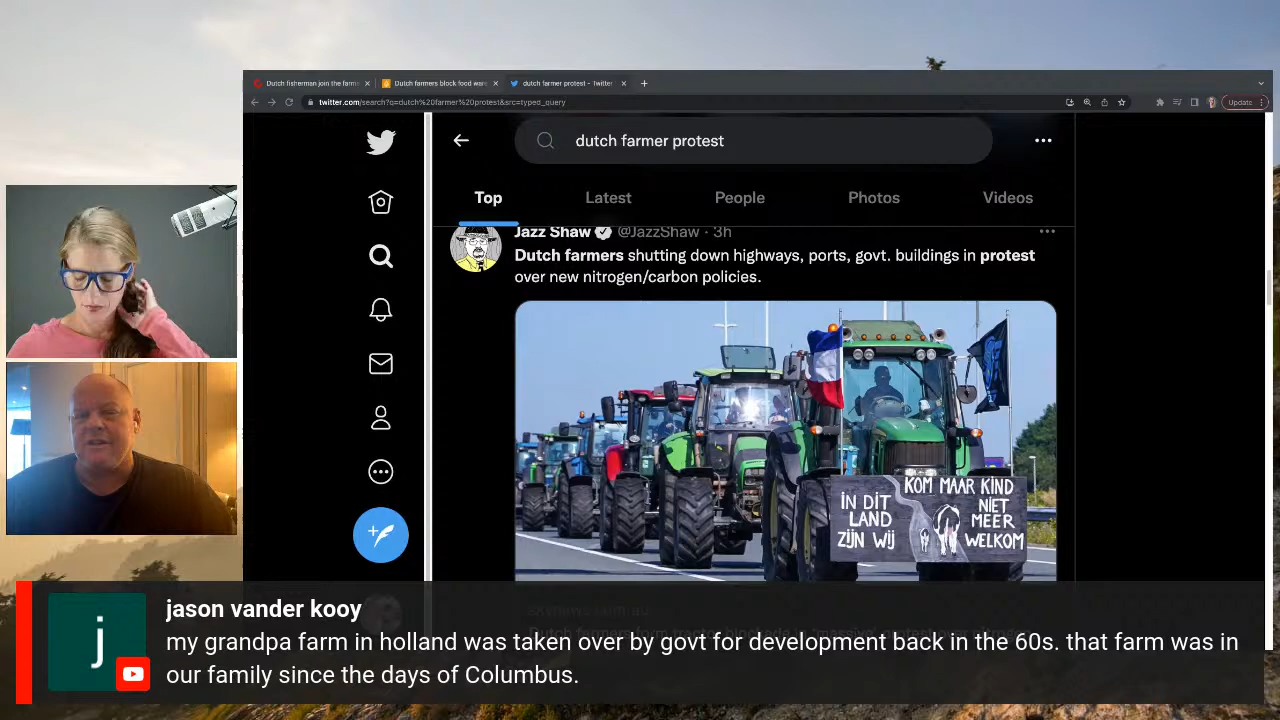 Dutch fisherman join the farm
Dutch farmers block food war
dutch farmer protest - Twitter
twitter.com/search?q=dutch%20farmer%20protest&src=typed_query
Update
dutch farmer protest
Top
Latest
People
Photos
Videos
Jazz Shaw @JazzShaw · 3h
Dutch farmers shutting down highways, ports, govt. buildings in protest
over new nitrogen/carbon policies.
IN DIT
LAND
ZIJN WIJ
KOM MAAR KIND
NIET
MEER
WELKOM
j
jason vander kooy
my grandpa farm in holland was taken over by govt for development back in the 60s. that farm was in
our family since the days of Columbus.